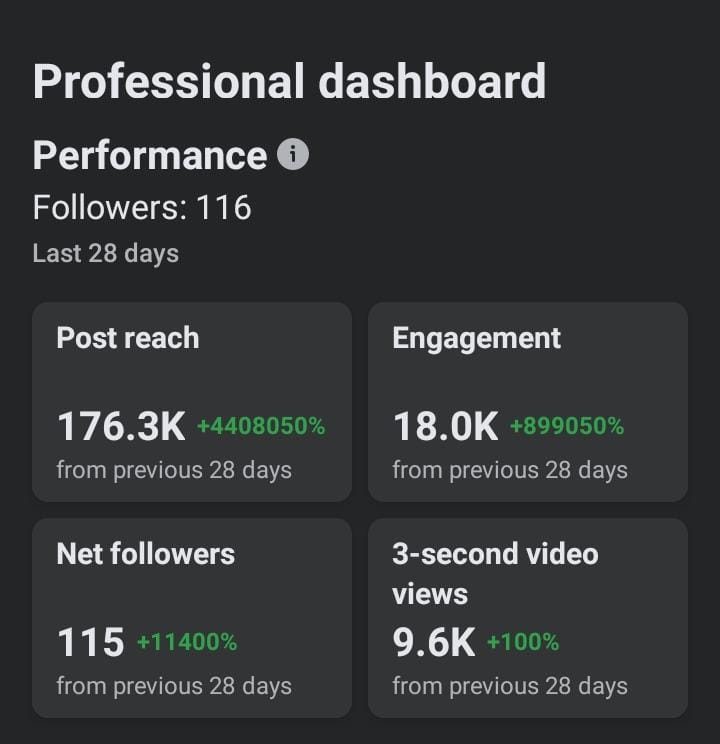 Professional dashboard
Performance
Followers: 116
Last 28 days
Post reach
176.3K +4408050%
from previous 28 days
Engagement
18.0K +899050%
from previous 28 days
Net followers
115 +11400%
from previous 28 days
3-second video
views
9.6K +100%
from previous 28 days